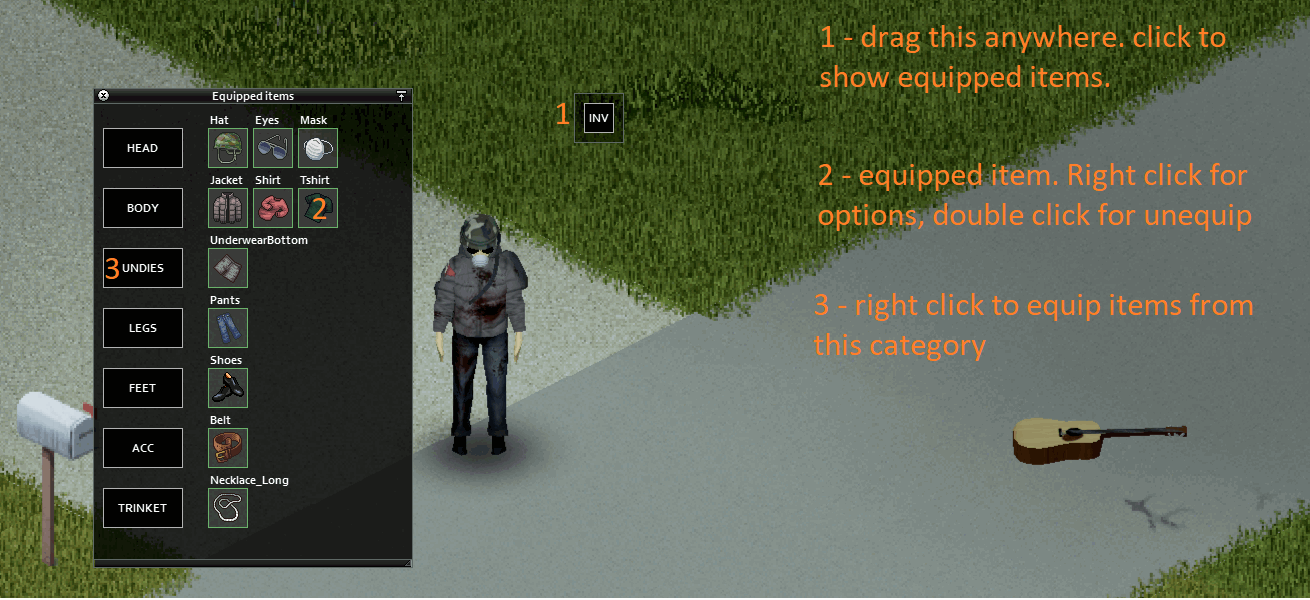 Equipped items
HEAD
Hat Eyes Mask
BODY
Jacket Shirt Tshirt
2
3 UNDIES
UnderwearBottom
LEGS
Pants
FEET
Shoes
ACC
Belt
TRINKET
Necklace_Long
1 INV
1 - drag this anywhere. click to
show equipped items.
2 - equipped item. Right click for
options, double click for unequip
3 - right click to equip items from
this category